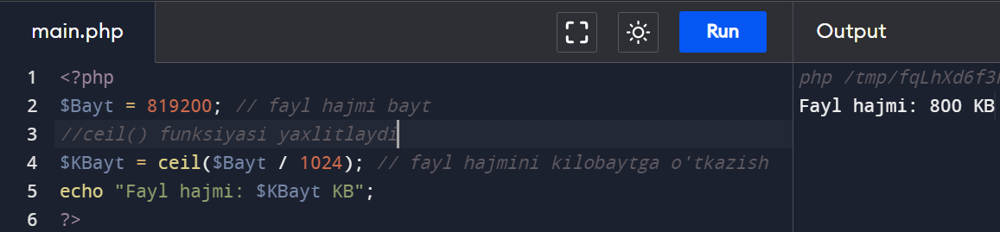 main.php
Run
Output
1 <?php
2 $Bayt = 819200; // fayl hajmi bayt
3 //ceil() funksiyasi yaxlitlaydi
4 $KBayt = ceil($Bayt / 1024); // fayl hajmini kilobaytga o'tkazish
5 echo "Fayl hajmi: $KBayt KB";
6 ?>
php /tmp/fqLhXd6f3
Fayl hajmi: 800 KB